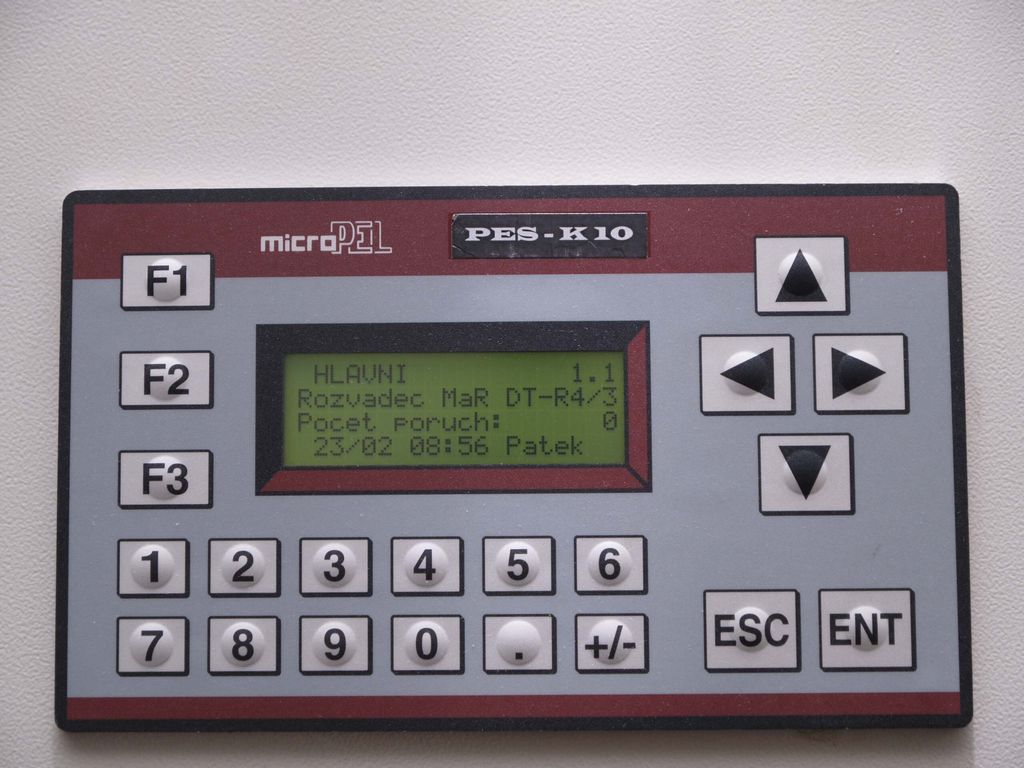 microPEL PES-K10
F1
F2
F3
HLAVNI 1.1
Rozvadec MaR DT-R4/3
Pocet poruch: 0
23/02 08:56 Patek
1 2 3 4 5 6
7 8 9 0 . +/-
ESC ENT